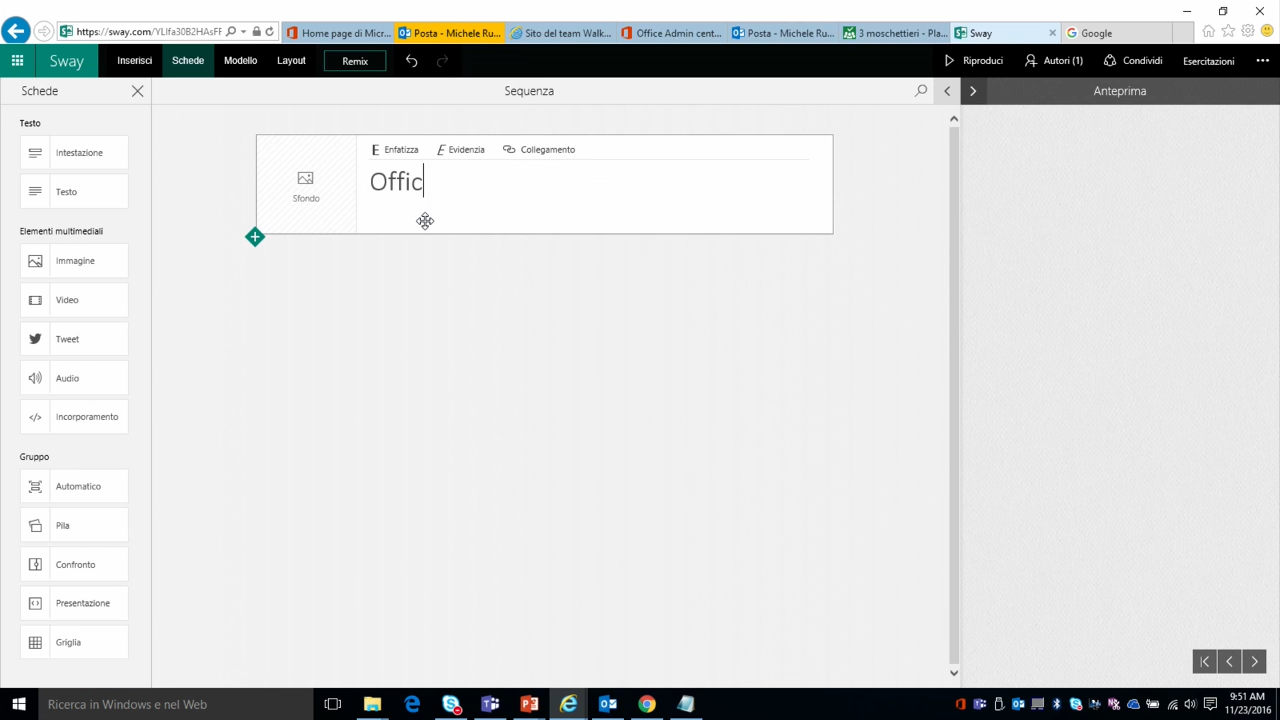 https://sway.com/YLIfa30B2HAsFF
Home page di Micr...
Posta - Michele Ru...
Sito del team Walk...
Office Admin cent...
Posta - Michele Ru...
3 moschettieri - Pla...
Sway
Google
Sway
Inserisci
Schede
Modello
Layout
Remix
Riproduci
Autori (1)
Condividi
Esercitazioni
Schede
Sequenza
Anteprima
Testo
Intestazione
Testo
Elementi multimediali
Immagine
Video
Tweet
Audio
Incorporamento
Gruppo
Automatico
Pila
Confronto
Presentazione
Griglia
Sfondo
E Enfatizza
E Evidenzia
Collegamento
Offic
Ricerca in Windows e nel Web
9:51 AM
11/23/2016